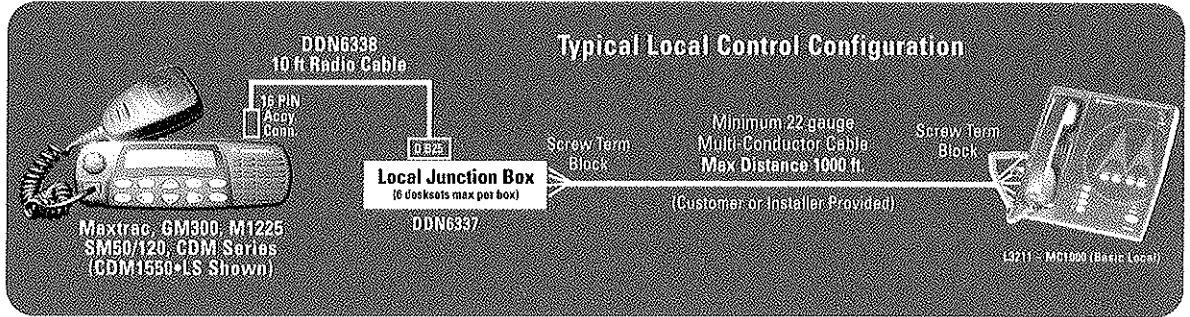 Typical Local Control Configuration
DDN6338
10 ft Radio Cable
16 PIN
Accy.
Conn.
DB25
Local Junction Box
(6 desksets max per box)
DDN6337
Screw Term
Block
Minimum 22 gauge
Multi-Conductor Cable
Max Distance 1000 ft.
(Customer or Installer Provided)
Screw Term
Block
Maxtrac, GM300, M1225
SM50/120, CDM Series
(CDM1550•LS Shown)
L3211 – MC1000 (Basic Local)